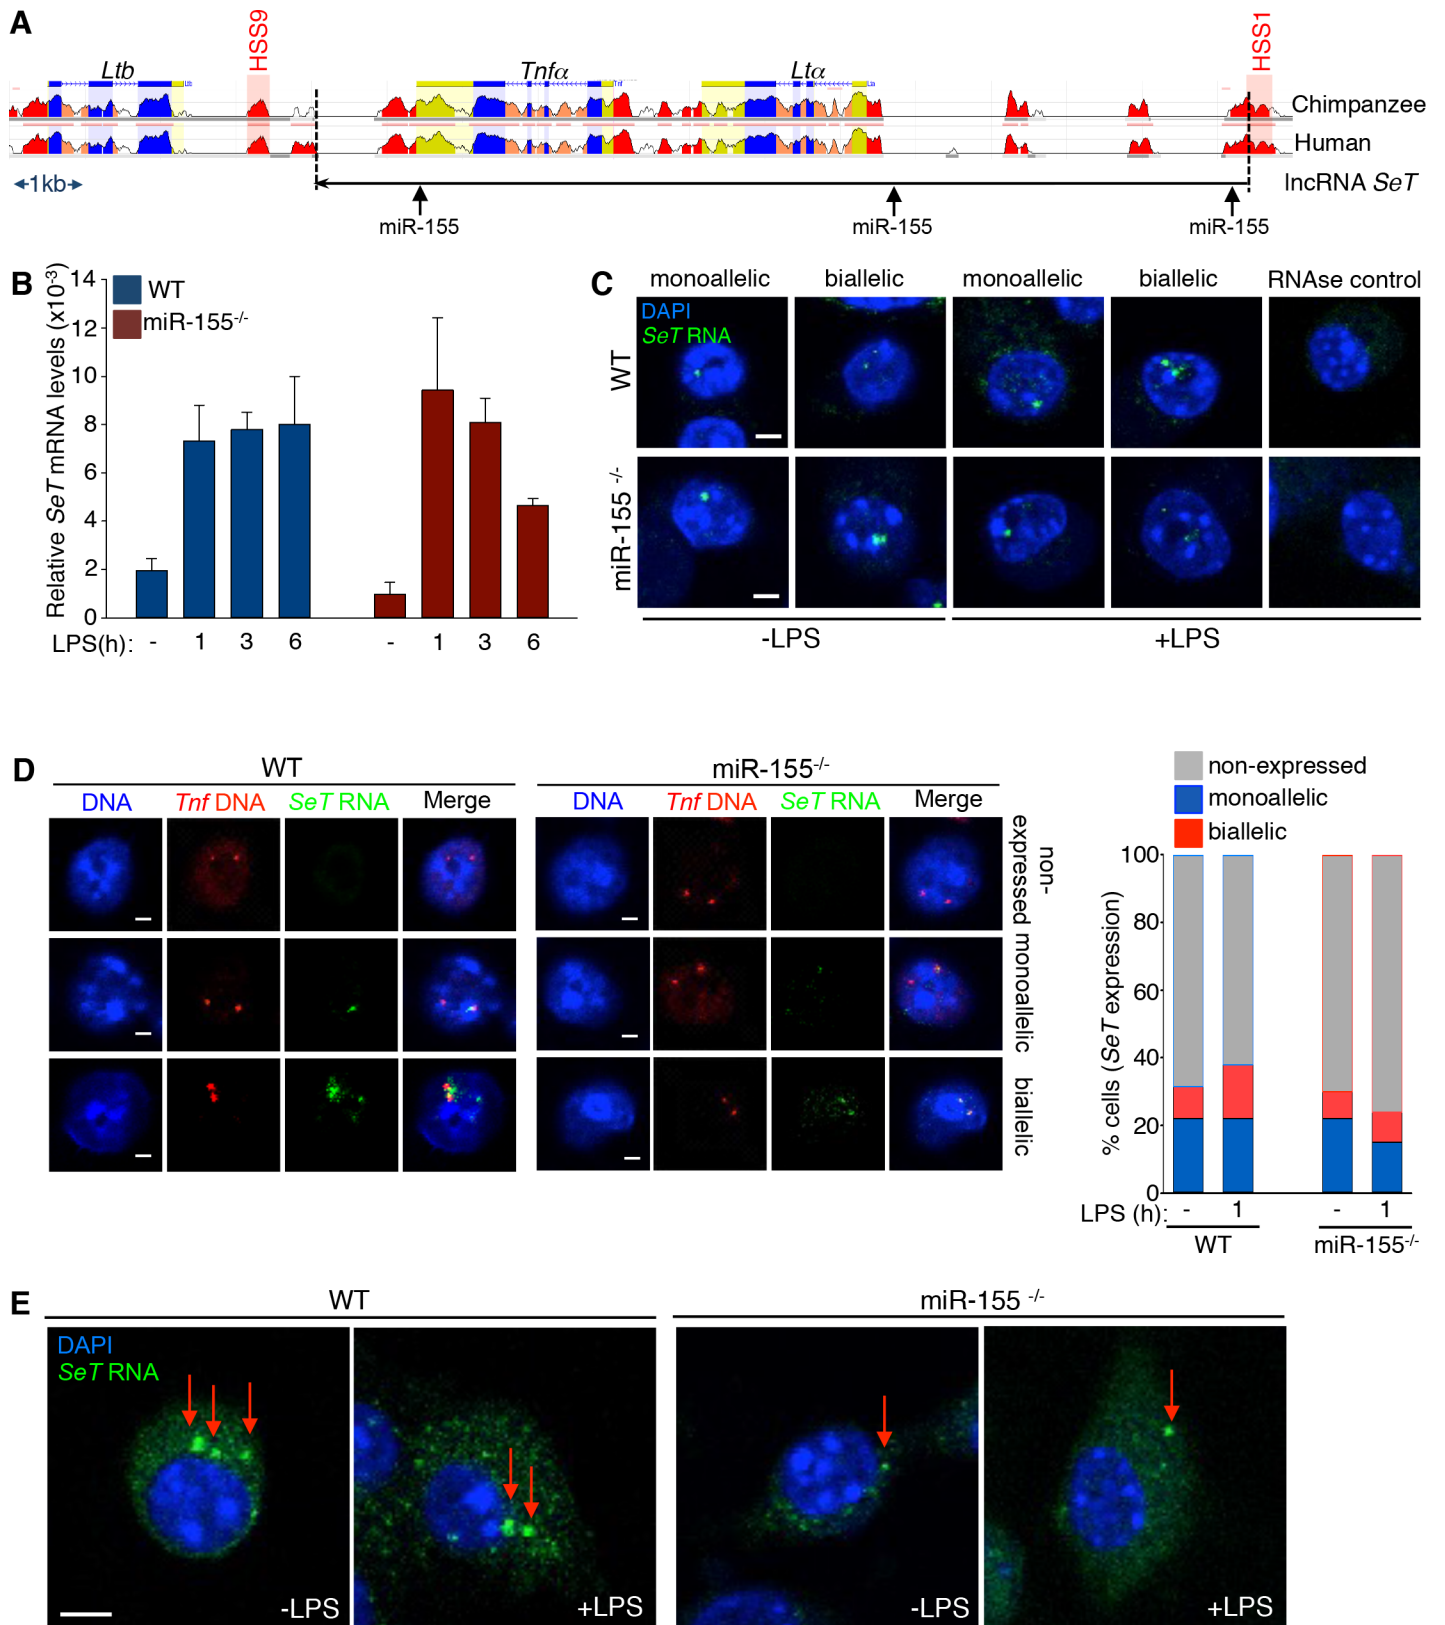 A
HSS9
HSS1
Ltb
Tnfα
Ltα
Ltb
Tnf
Lta
Chimpanzee
Human
1kb
lncRNA SeT
miR-155 miR-155 miR-155
B
Relative SeT mRNA levels (x10-3)
WT
miR-155-/-
14
12
10
8
6
4
2
0
LPS(h): - 1 3 6 - 1 3 6
C
monoallelic biallelic monoallelic biallelic RNAse control
DAPI
SeT RNA
WT
miR-155 -/-
-LPS +LPS
D
WT miR-155-/-
DNA Tnf DNA SeT RNA Merge DNA Tnf DNA SeT RNA Merge
non-
expressed
monoallelic
biallelic
non-expressed
monoallelic
biallelic
% cells (SeT expression)
100
80
60
40
20
0
LPS (h): - 1 - 1
WT miR-155-/-
E
WT miR-155 -/-
DAPI
SeT RNA
-LPS +LPS -LPS +LPS